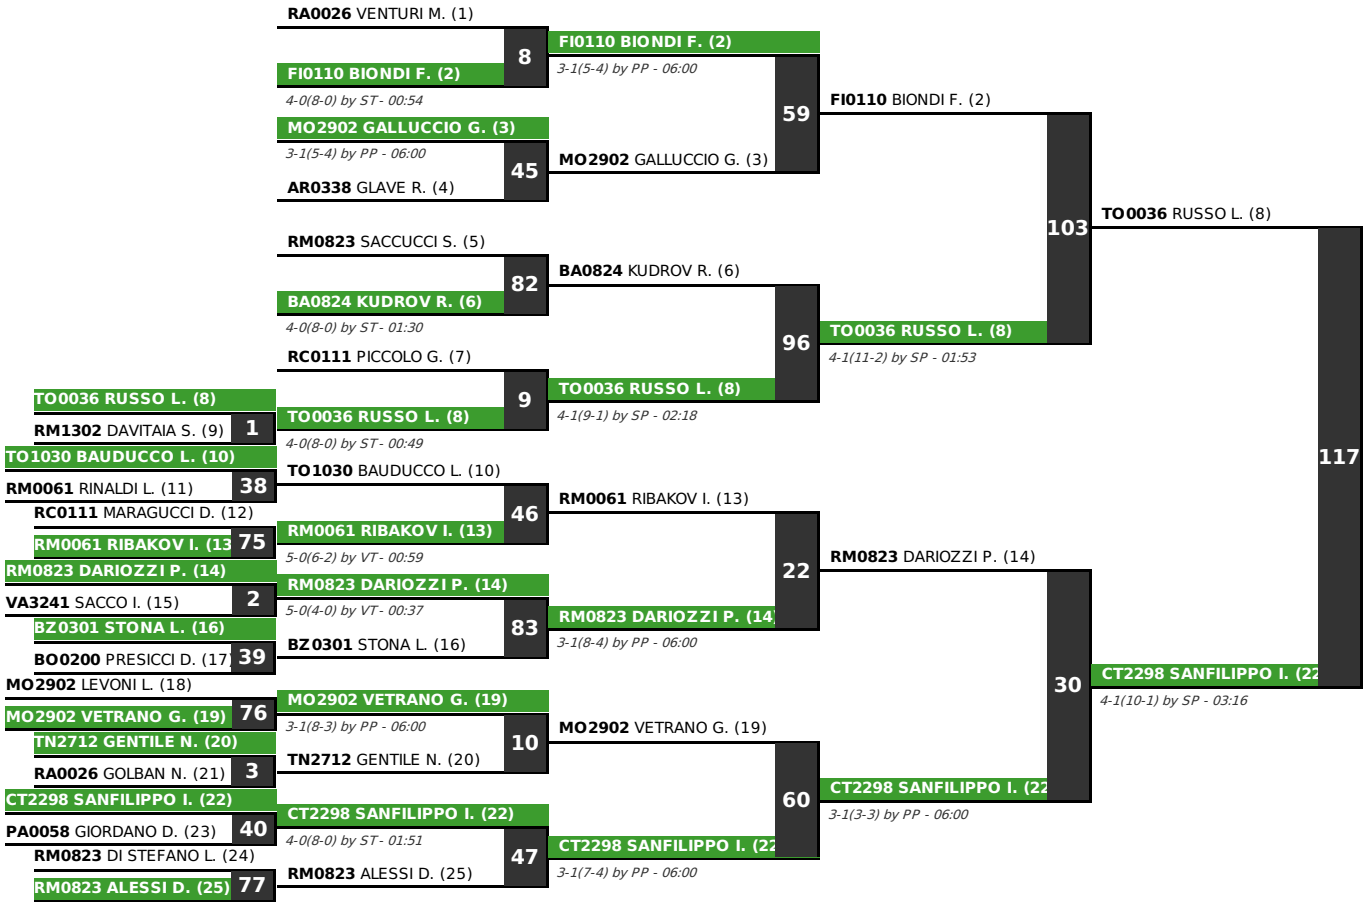 RA0026 VENTURI M. (1)
8
FI0110 BIONDI F. (2)
4-0(8-0) by ST - 00:54
MO2902 GALLUCCIO G. (3)
3-1(5-4) by PP - 06:00
45
AR0338 GLAVE R. (4)
RM0823 SACCUCCI S. (5)
82
BA0824 KUDROV R. (6)
4-0(8-0) by ST - 01:30
RC0111 PICCOLO G. (7)
9
TO0036 RUSSO L. (8)
4-0(8-0) by ST - 00:49
TO1030 BAUDUCCO L. (10)
46
RM0061 RIBAKOV I. (13)
5-0(6-2) by VT - 00:59
RM0823 DARIOZZI P. (14)
5-0(4-0) by VT - 00:37
83
BZ0301 STONA L. (16)
MO2902 VETRANO G. (19)
3-1(8-3) by PP - 06:00
10
TN2712 GENTILE N. (20)
CT2298 SANFILIPPO I. (22)
4-0(8-0) by ST - 01:51
47
RM0823 ALESSI D. (25)
TO0036 RUSSO L. (8)
RM1302 DAVITAIA S. (9)
1
TO1030 BAUDUCCO L. (10)
RM0061 RINALDI L. (11)
38
RC0111 MARAGUCCI D. (12)
RM0061 RIBAKOV I. (13
75
RM0823 DARIOZZI P. (14)
VA3241 SACCO I. (15)
2
BZ0301 STONA L. (16)
BO0200 PRESICCI D. (17)
39
MO2902 LEVONI L. (18)
MO2902 VETRANO G. (19)
76
TN2712 GENTILE N. (20)
RA0026 GOLBAN N. (21)
3
CT2298 SANFILIPPO I. (22)
PA0058 GIORDANO D. (23)
40
RM0823 DI STEFANO L. (24)
RM0823 ALESSI D. (25)
77
FI0110 BIONDI F. (2)
3-1(5-4) by PP - 06:00
59
MO2902 GALLUCCIO G. (3)
BA0824 KUDROV R. (6)
96
TO0036 RUSSO L. (8)
4-1(9-1) by SP - 02:18
RM0061 RIBAKOV I. (13)
22
RM0823 DARIOZZI P. (14)
3-1(8-4) by PP - 06:00
MO2902 VETRANO G. (19)
60
CT2298 SANFILIPPO I. (22
3-1(7-4) by PP - 06:00
FI0110 BIONDI F. (2)
103
TO0036 RUSSO L. (8)
4-1(11-2) by SP - 01:53
RM0823 DARIOZZI P. (14)
30
CT2298 SANFILIPPO I. (22
3-1(3-3) by PP - 06:00
TO0036 RUSSO L. (8)
117
CT2298 SANFILIPPO I. (22
4-1(10-1) by SP - 03:16